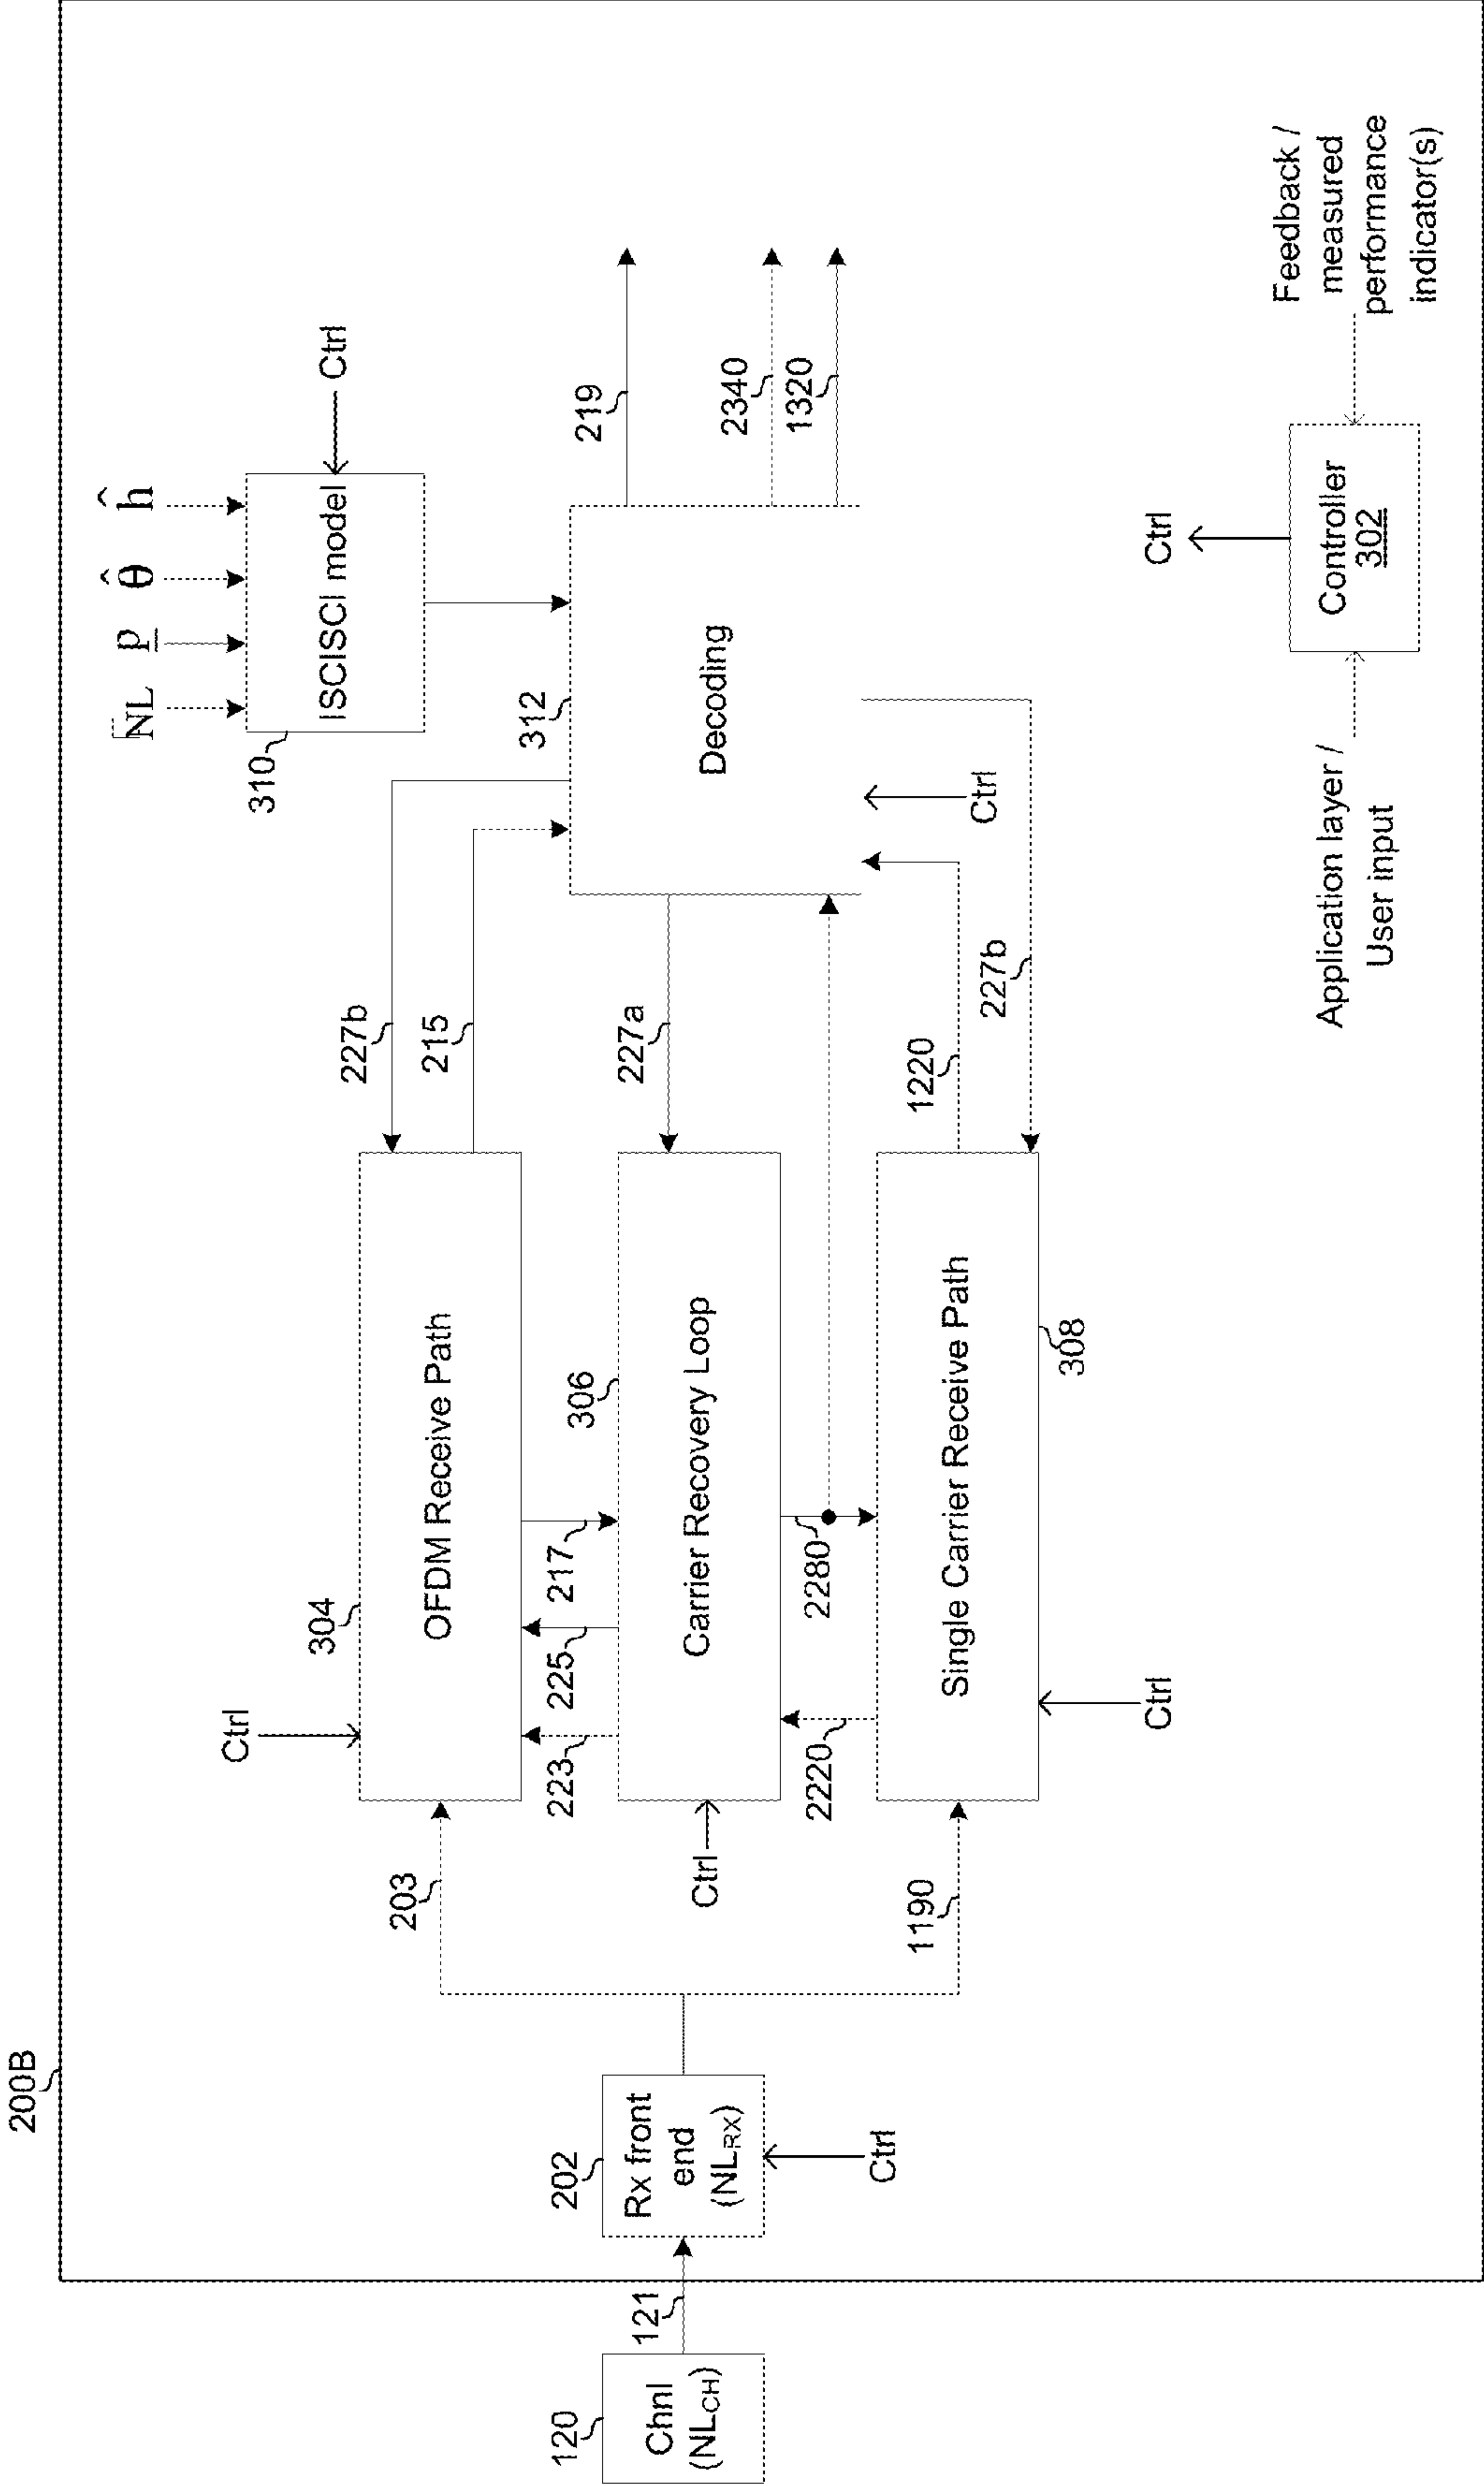 200B
120
Chnl
(NL_CH)
121
202
Rx front
end
(NL_RX)
Ctrl
203
1190
Ctrl
304
OFDM Receive Path
223
225
217
Ctrl
306
Carrier Recovery Loop
2220
2280
Single Carrier Receive Path
308
Ctrl
227b
215
227a
1220
227b
NL
p
θ̂
ĥ
310
ISCISCI model
Ctrl
312
Decoding
Ctrl
219
2340
1320
Ctrl
Controller
302
Application layer /
User input
Feedback /
measured
performance
indicator(s)